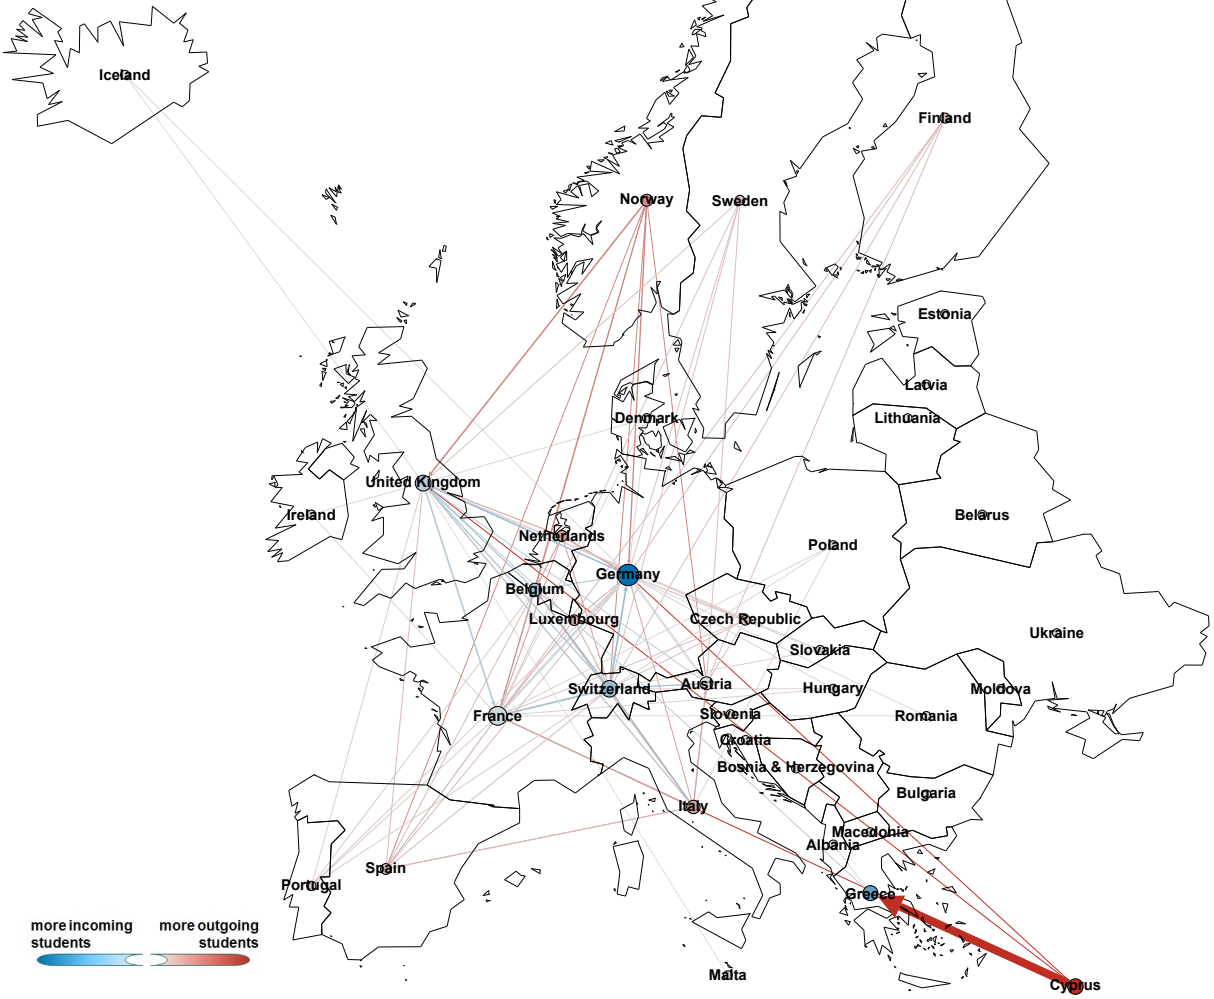 Iceland
Finland
Norway
Sweden
Estonia
Latvia
Denmark
Lithuania
United Kingdom
Ireland
Belarus
Netherlands
Poland
Germany
Belgium
Luxembourg
Czech Republic
Ukraine
Slovakia
Switzerland
Austria
Hungary
Moldova
France
Slovenia
Romania
Croatia
Bosnia & Herzegovina
Bulgaria
Italy
Macedonia
Albania
Spain
Portugal
Greece
more incoming
students
more outgoing
students
Malta
Cyprus